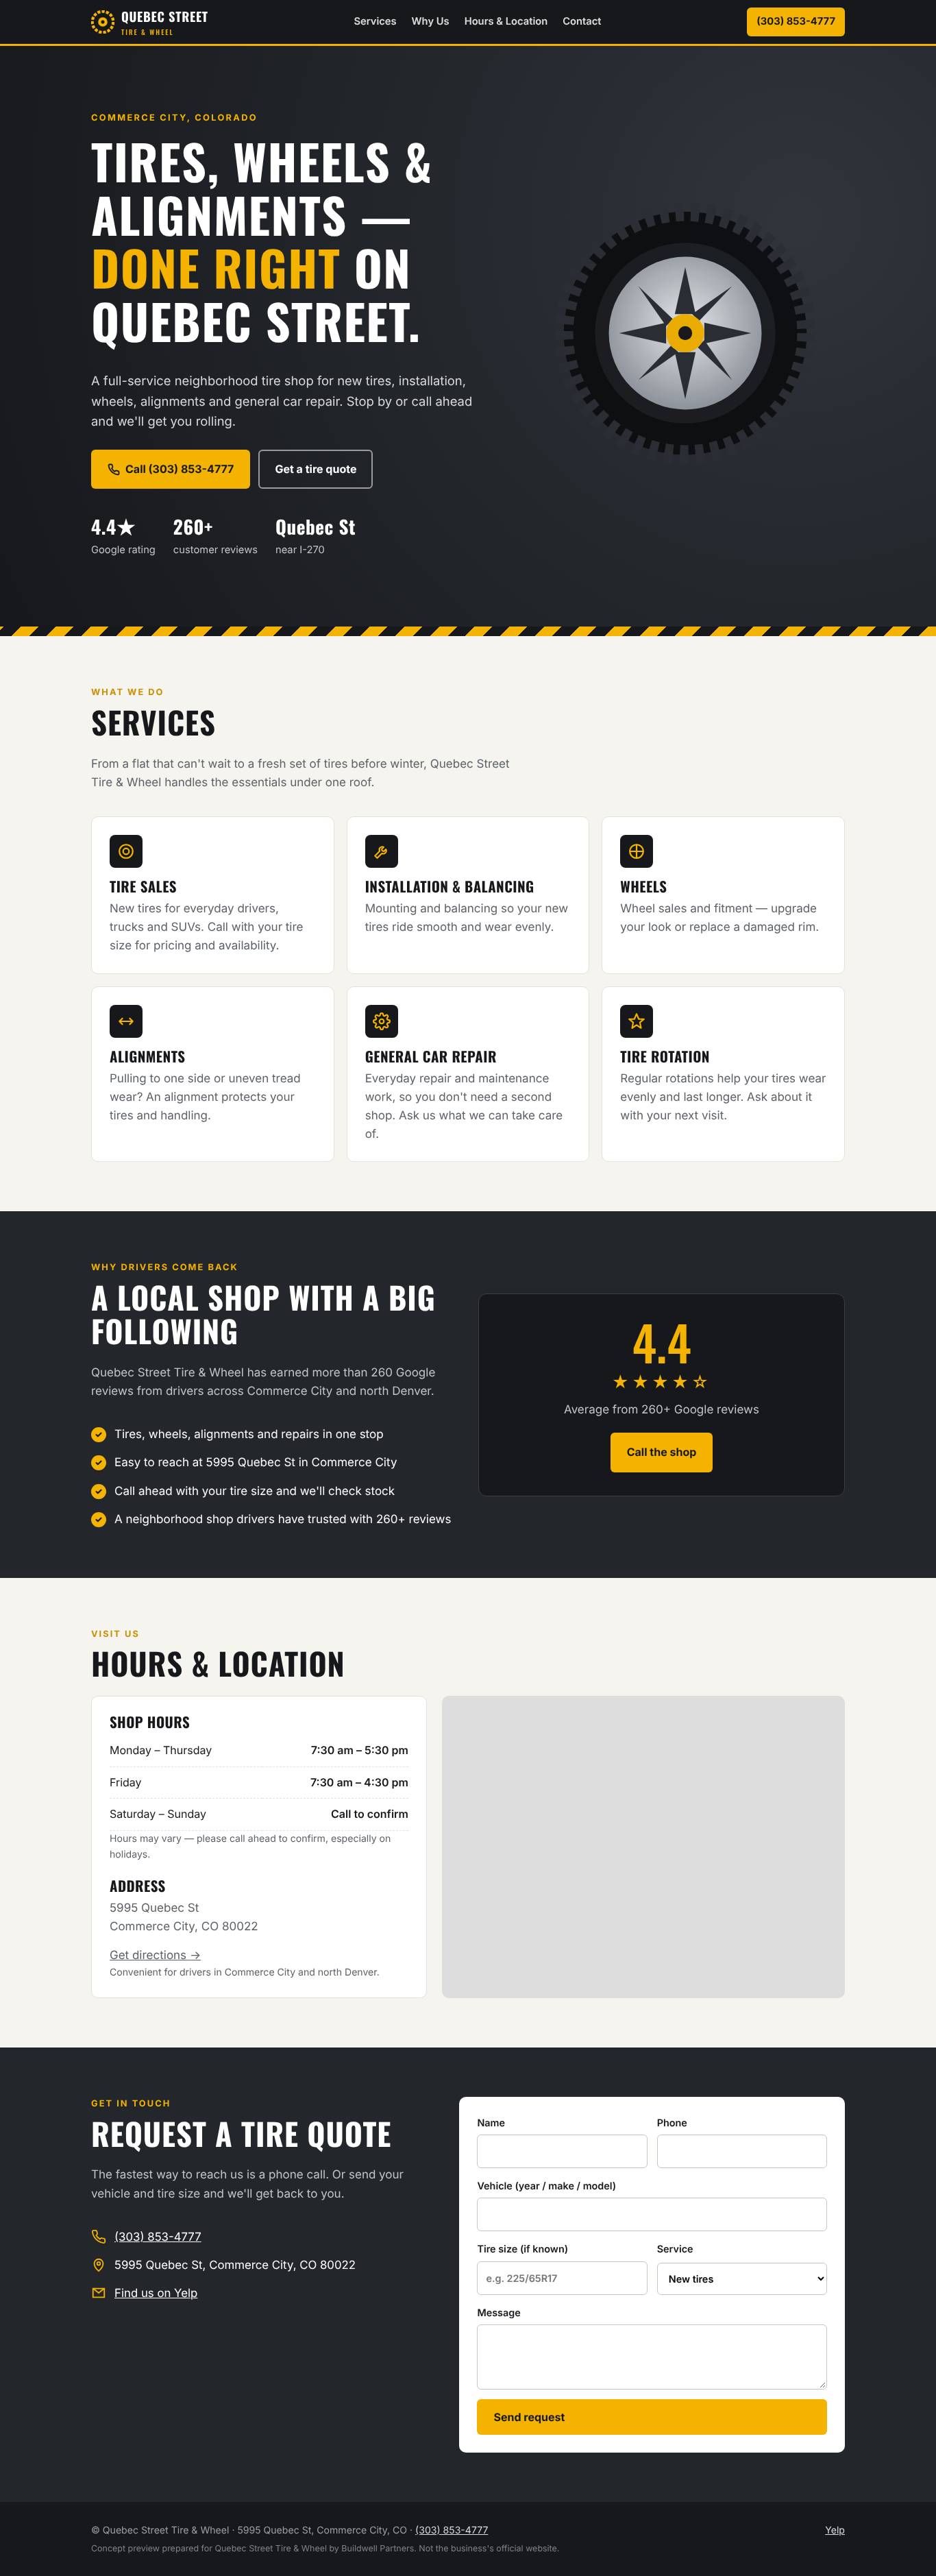 QUEBEC STREET
TIRE & WHEEL
Services
Why Us
Hours & Location
Contact
(303) 853-4777
COMMERCE CITY, COLORADO
TIRES, WHEELS &
ALIGNMENTS —
DONE RIGHT ON
QUEBEC STREET.
A full-service neighborhood tire shop for new tires, installation,
wheels, alignments and general car repair. Stop by or call ahead
and we'll get you rolling.
Call (303) 853-4777
Get a tire quote
4.4★
Google rating
260+
customer reviews
Quebec St
near I-270
WHAT WE DO
SERVICES
From a flat that can't wait to a fresh set of tires before winter, Quebec Street
Tire & Wheel handles the essentials under one roof.
TIRE SALES
New tires for everyday drivers,
trucks and SUVs. Call with your tire
size for pricing and availability.
INSTALLATION & BALANCING
Mounting and balancing so your new
tires ride smooth and wear evenly.
WHEELS
Wheel sales and fitment — upgrade
your look or replace a damaged rim.
ALIGNMENTS
Pulling to one side or uneven tread
wear? An alignment protects your
tires and handling.
GENERAL CAR REPAIR
Everyday repair and maintenance
work, so you don't need a second
shop. Ask us what we can take care
of.
TIRE ROTATION
Regular rotations help your tires wear
evenly and last longer. Ask about it
with your next visit.
WHY DRIVERS COME BACK
A LOCAL SHOP WITH A BIG
FOLLOWING
Quebec Street Tire & Wheel has earned more than 260 Google
reviews from drivers across Commerce City and north Denver.
Tires, wheels, alignments and repairs in one stop
Easy to reach at 5995 Quebec St in Commerce City
Call ahead with your tire size and we'll check stock
A neighborhood shop drivers have trusted with 260+ reviews
4.4
★★★★☆
Average from 260+ Google reviews
Call the shop
VISIT US
HOURS & LOCATION
SHOP HOURS
Monday – Thursday 7:30 am – 5:30 pm
Friday 7:30 am – 4:30 pm
Saturday – Sunday Call to confirm
Hours may vary — please call ahead to confirm, especially on
holidays.
ADDRESS
5995 Quebec St
Commerce City, CO 80022
Get directions →
Convenient for drivers in Commerce City and north Denver.
GET IN TOUCH
REQUEST A TIRE QUOTE
The fastest way to reach us is a phone call. Or send your
vehicle and tire size and we'll get back to you.
(303) 853-4777
5995 Quebec St, Commerce City, CO 80022
Find us on Yelp
Name
Phone
Vehicle (year / make / model)
Tire size (if known)
Service
e.g. 225/65R17
New tires
Message
Send request
© Quebec Street Tire & Wheel · 5995 Quebec St, Commerce City, CO · (303) 853-4777
Yelp
Concept preview prepared for Quebec Street Tire & Wheel by Buildwell Partners. Not the business's official website.